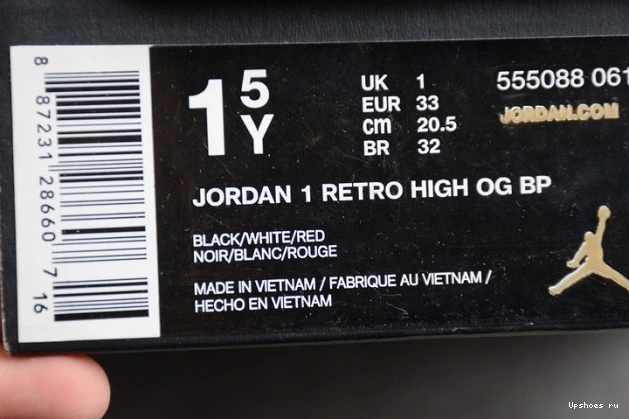 8 87231 28660 7 16
1 5Y
UK 1
EUR 33
CM 20.5
BR 32
555088 061
JORDAN.COM
JORDAN 1 RETRO HIGH OG BP
BLACK/WHITE/RED
NOIR/BLANC/ROUGE
MADE IN VIETNAM / FABRIQUE AU VIETNAM /
HECHO EN VIETNAM
Upshoes ru